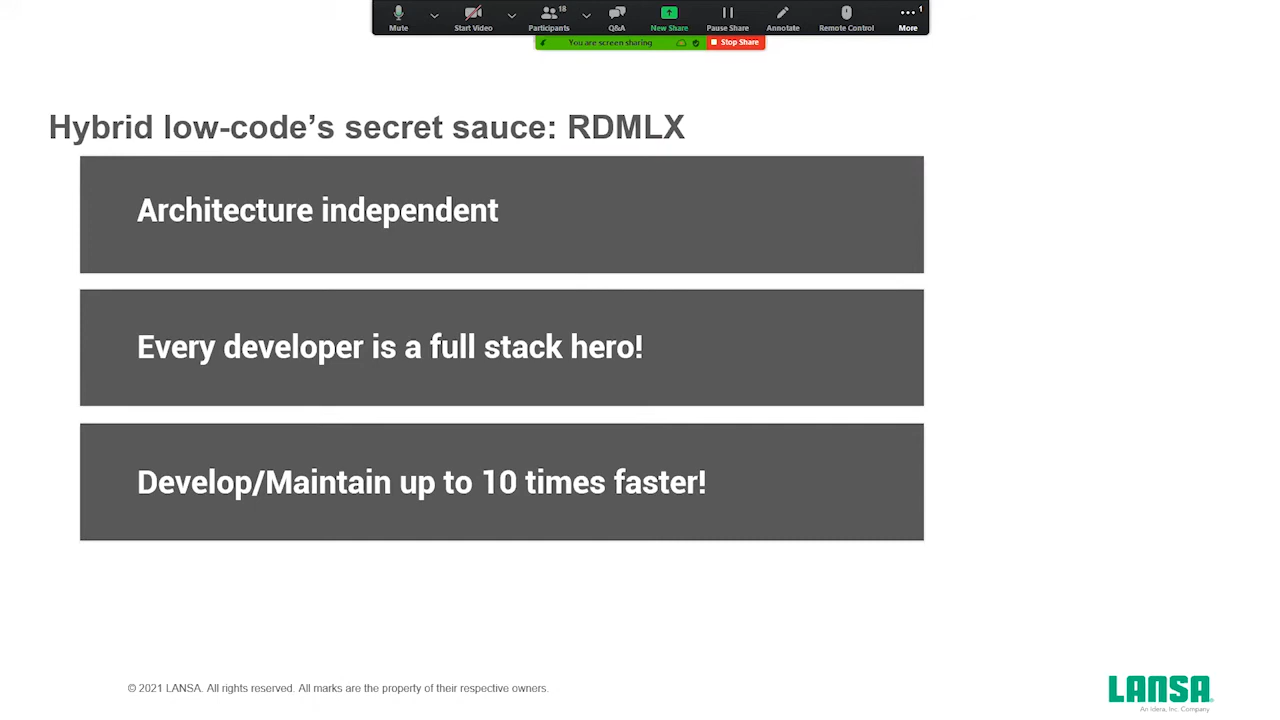 18
1
Mute
Start Video
Participants
Q&A
New Share
Pause Share
Annotate
Remote Control
More
You are screen sharing
Stop Share
Hybrid low-code's secret sauce: RDMLX
Architecture independent
Every developer is a full stack hero!
Develop/Maintain up to 10 times faster!
© 2021 LANSA. All rights reserved. All marks are the property of their respective owners.
LANSA
An Idera, Inc. Company